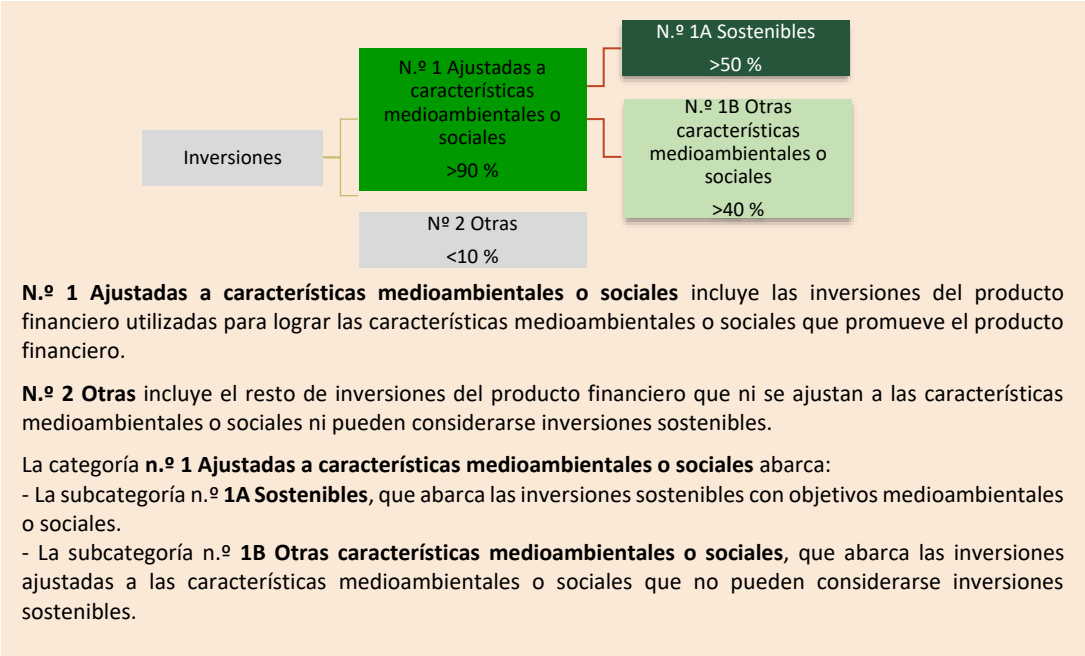 N.º 1A Sostenibles
>50 %
N.º 1 Ajustadas a
características
medioambientales o
sociales
>90 %
N.º 1B Otras
características
medioambientales o
sociales
>40 %
Inversiones
Nº 2 Otras
<10 %
N.º 1 Ajustadas a características medioambientales o sociales incluye las inversiones del producto
financiero utilizadas para lograr las características medioambientales o sociales que promueve el producto
financiero.
N.º 2 Otras incluye el resto de inversiones del producto financiero que ni se ajustan a las características
medioambientales o sociales ni pueden considerarse inversiones sostenibles.
La categoría n.º 1 Ajustadas a características medioambientales o sociales abarca:
- La subcategoría n.º 1A Sostenibles, que abarca las inversiones sostenibles con objetivos medioambientales
o sociales.
- La subcategoría n.º 1B Otras características medioambientales o sociales, que abarca las inversiones
ajustadas a las características medioambientales o sociales que no pueden considerarse inversiones
sostenibles.